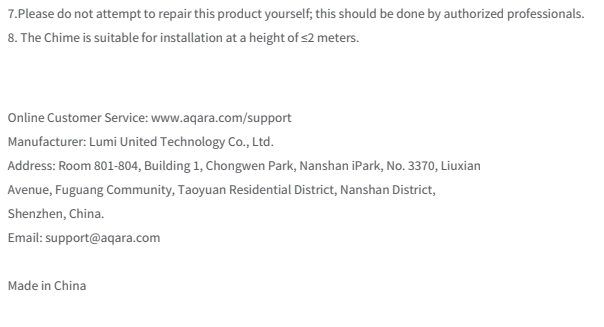 7.Please do not attempt to repair this product yourself; this should be done by authorized professionals.
8. The Chime is suitable for installation at a height of ≤2 meters.
Online Customer Service: www.aqara.com/support
Manufacturer: Lumi United Technology Co., Ltd.
Address: Room 801-804, Building 1, Chongwen Park, Nanshan iPark, No. 3370, Liuxian
Avenue, Fuguang Community, Taoyuan Residential District, Nanshan District,
Shenzhen, China.
Email: support@aqara.com
Made in China